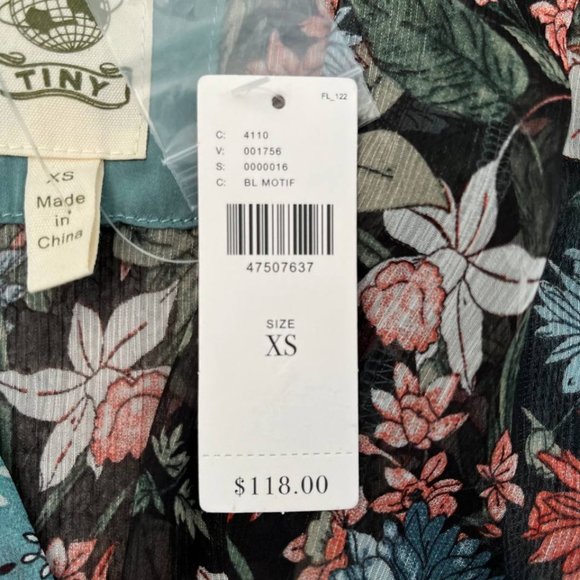 TINY
XS
Made
in
China
FL_122
C: 4110
V: 001756
S: 0000016
C: BL MOTIF
47507637
SIZE
XS
$118.00